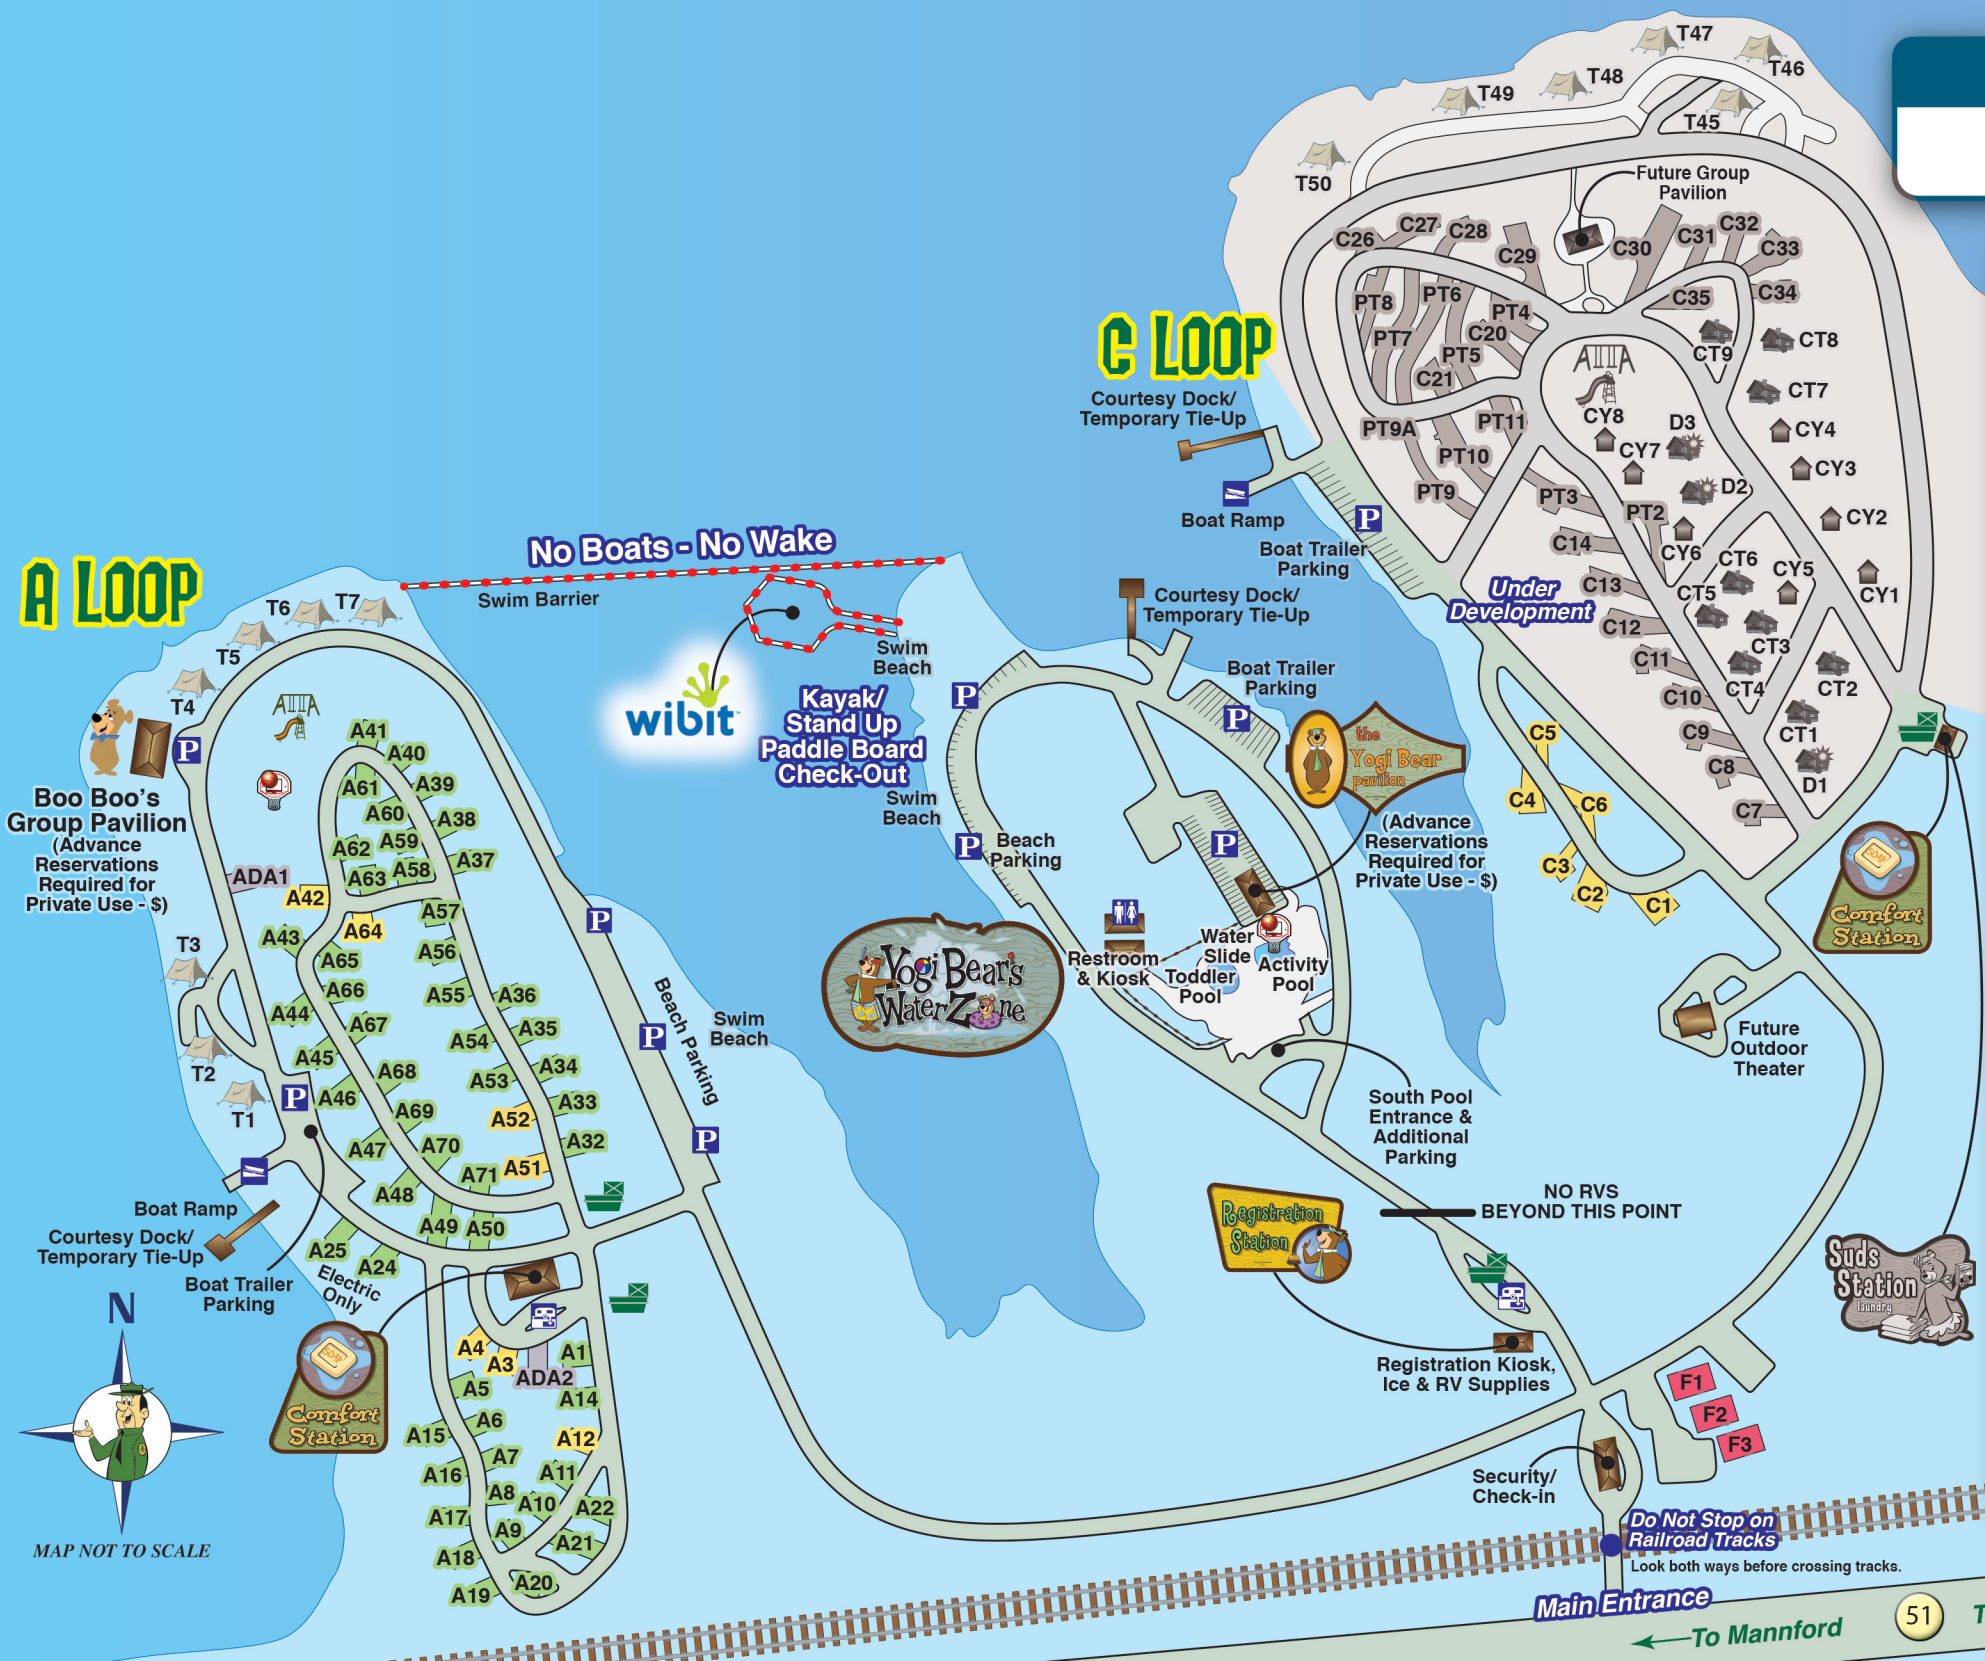 T47
T46
T48
T49
T45
T50
Future Group
Pavilion
C26
C27
C28
C29
C30
C31
C32
C33
C34
C35
PT8
PT6
PT4
PT7
C20
PT5
C21
PT9A
PT11
PT10
PT9
PT3
PT2
CT9
CT8
CT7
CY8
D3
CY4
CY7
CY3
D2
CY2
CY6
CT6
CY5
CY1
CT5
CT3
CT4
CT2
CT1
D1
C14
C13
C12
C11
C10
C9
C8
C7
Under
Development
C LOOP
Courtesy Dock/
Temporary Tie-Up
Boat Ramp
P
Boat Trailer
Parking
Courtesy Dock/
Temporary Tie-Up
Boat Trailer
Parking
P
C5
C4
C6
C3
C2
C1
the
Yogi Bear
pavilion
(Advance
Reservations
Required for
Private Use - $)
SOAP
Comfort
Station
No Boats - No Wake
Swim Barrier
Swim
Beach
wibit
Kayak/
Stand Up
Paddle Board
Check-Out
Swim
Beach
P
P
Beach
Parking
P
Yogi Bear's
Water Zone
Restroom
& Kiosk
Water
Slide
Toddler
Pool
Activity
Pool
South Pool
Entrance &
Additional
Parking
Future
Outdoor
Theater
NO RVS
BEYOND THIS POINT
Registration
Station
Registration Kiosk,
Ice & RV Supplies
Suds
Station
laundry
F1
F2
F3
Security/
Check-in
Do Not Stop on
Railroad Tracks
Look both ways before crossing tracks.
Main Entrance
To Mannford
51
T
A LOOP
T7
T6
T5
T4
P
Boo Boo's
Group Pavilion
(Advance
Reservations
Required for
Private Use - $)
A41
A40
A39
A61
A60
A38
A62
A59
A37
A63
A58
ADA1
A42
A64
A57
A43
A65
A56
A66
A55
A36
A44
A67
A54
A35
A45
A68
A53
A34
A46
A69
A52
A33
A47
A70
A32
A71
A51
A48
A49
A50
A25
A24
Electric
Only
T3
T2
T1
P
Boat Ramp
Courtesy Dock/
Temporary Tie-Up
Boat Trailer
Parking
P
P
P
Beach Parking
Swim
Beach
SOAP
Comfort
Station
A4
A3
A1
ADA2
A5
A14
A6
A15
A12
A7
A16
A11
A8
A10
A22
A17
A9
A21
A18
A20
A19
N
MAP NOT TO SCALE